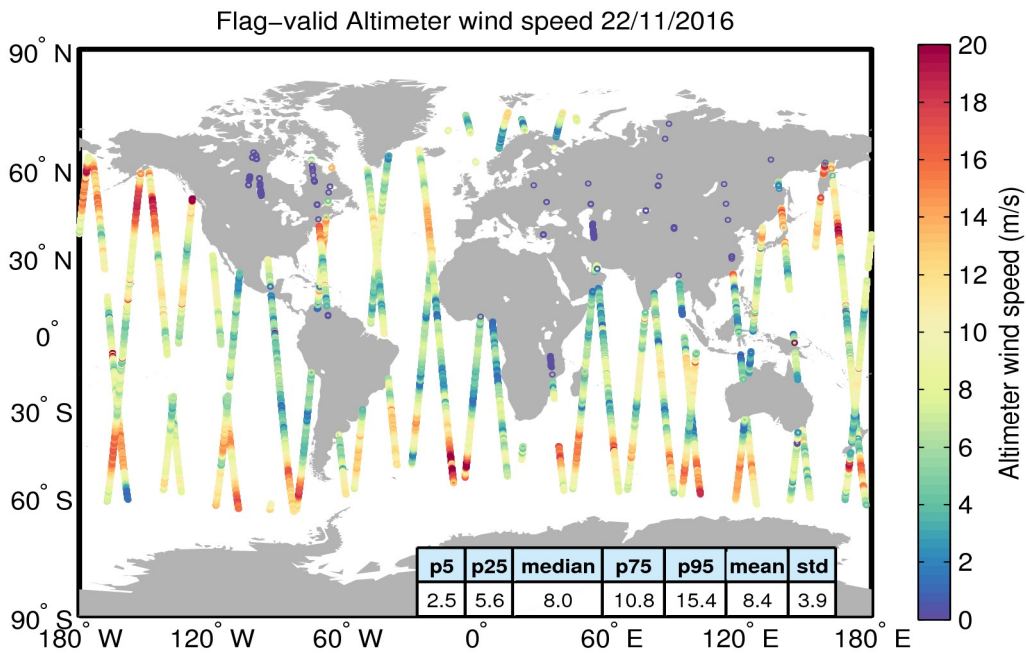 Flag−valid Altimeter wind speed 22/11/2016
90° N
60° N
30° N
0°
30° S
60° S
90° S
180° W
120° W
60° W
0°
60° E
120° E
180° E
p5 p25 median p75 p95 mean std
2.5 5.6 8.0 10.8 15.4 8.4 3.9
20
18
16
14
12
10
8
6
4
2
0
Altimeter wind speed (m/s)